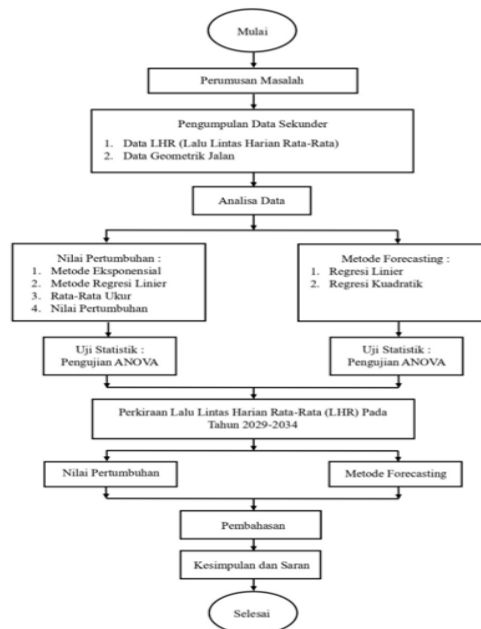 Mulai
Perumusan Masalah
Pengumpulan Data Sekunder
1. Data LHR (Lalu Lintas Harian Rata-Rata)
2. Data Geometrik Jalan
Analisa Data
Nilai Pertumbuhan :
1. Metode Eksponensial
2. Metode Regresi Linier
3. Rata-Rata Ukur
4. Nilai Pertumbuhan
Metode Forecasting :
1. Regresi Linier
2. Regresi Kuadratik
Uji Statistik :
Pengujian ANOVA
Uji Statistik :
Pengujian ANOVA
Perkiraan Lalu Lintas Harian Rata-Rata (LHR) Pada
Tahun 2029-2034
Nilai Pertumbuhan
Metode Forecasting
Pembahasan
Kesimpulan dan Saran
Selesai